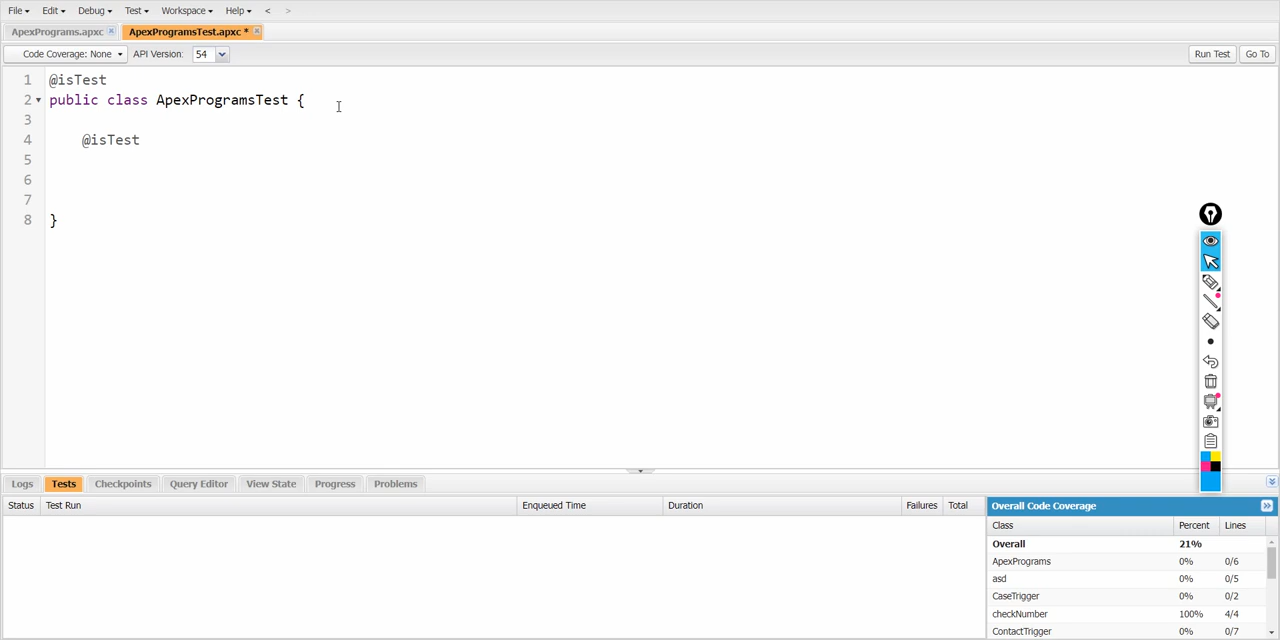 File Edit Debug Test Workspace Help < >
ApexPrograms.apxc ApexProgramsTest.apxc *
Code Coverage: None API Version: 54 Run Test Go To
1 @isTest
2 public class ApexProgramsTest {
3
4 @isTest
5
6
7
8 }
Logs Tests Checkpoints Query Editor View State Progress Problems
Status Test Run Enqueued Time Duration Failures Total
Overall Code Coverage
Class Percent Lines
Overall 21%
ApexPrograms 0% 0/6
asd 0% 0/5
CaseTrigger 0% 0/2
checkNumber 100% 4/4
ContactTrigger 0% 0/7